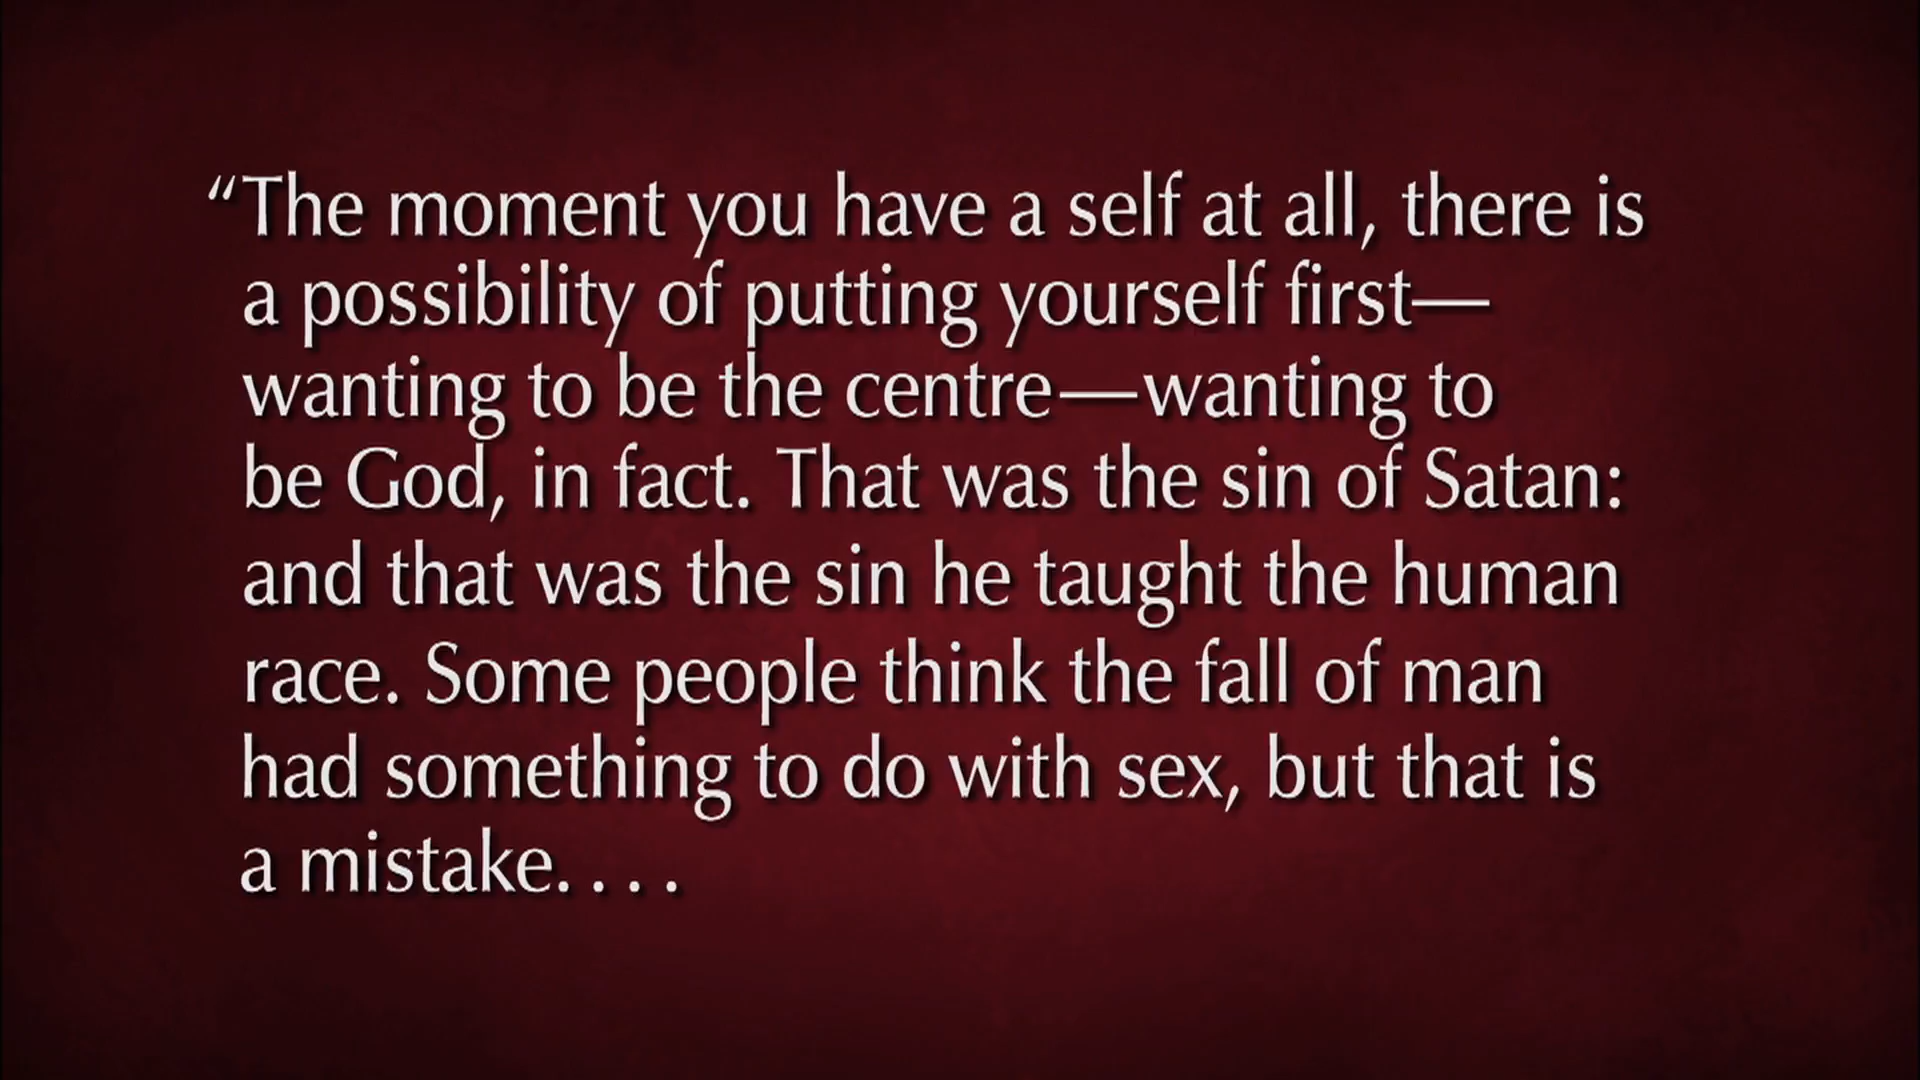 “The moment you have a self at all, there is
a possibility of putting yourself first—
wanting to be the centre—wanting to
be God, in fact. That was the sin of Satan:
and that was the sin he taught the human
race. Some people think the fall of man
had something to do with sex, but that is
a mistake. . . .